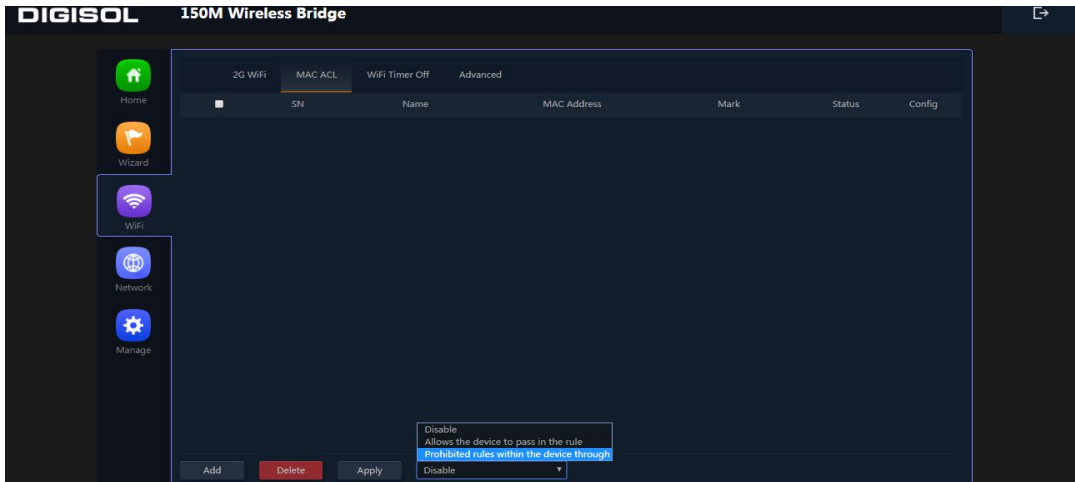 DIGISOL 150M Wireless Bridge
Home
Wizard
WiFi
Network
Manage
2G WiFi MAC ACL WiFi Timer Off Advanced
SN Name MAC Address Mark Status Config
Disable
Allows the device to pass in the rule
Prohibited rules within the device through
Add Delete Apply Disable